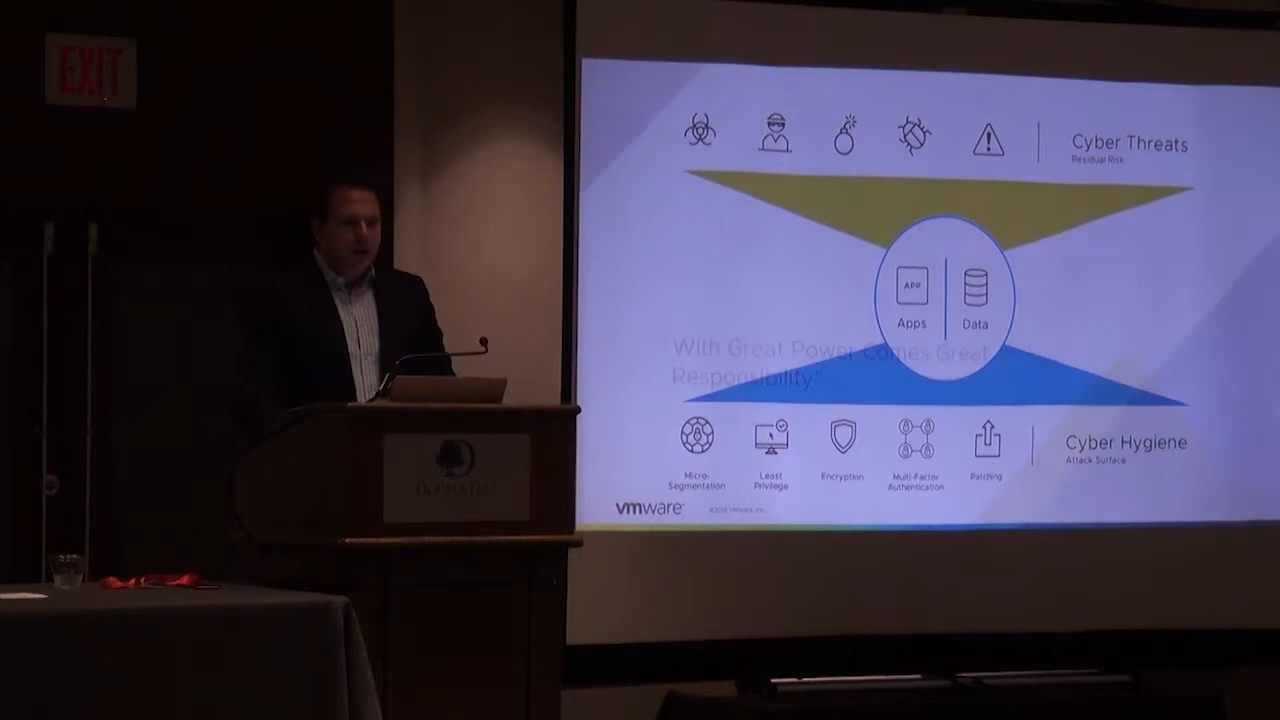 EXIT
Cyber Threats
Residual Risk
APP
Apps
Data
With Great Power Comes Great
Responsibility"
Cyber Hygiene
Attack Surface
Micro-
Segmentation
Least
Privilege
Encryption
Multi-Factor
Authentication
Patching
vmware
DOUBLETREE